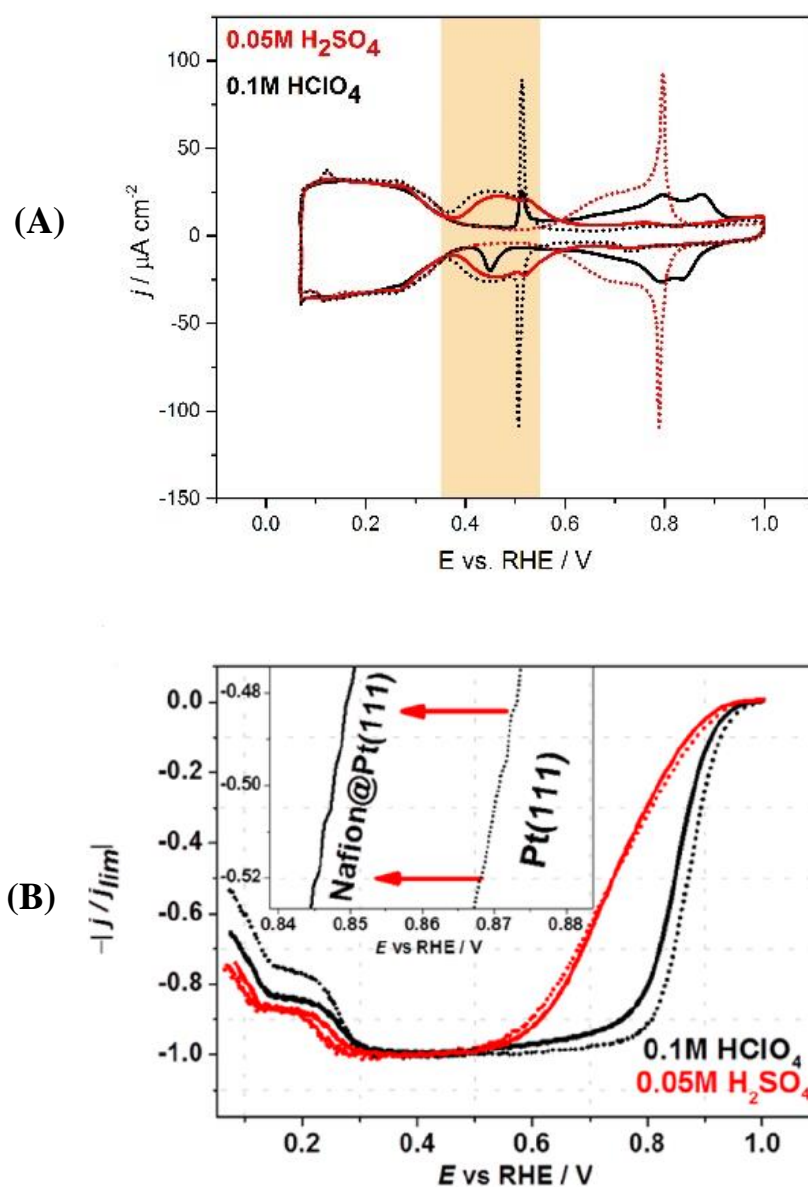 (A)
0.05M H₂SO₄
0.1M HClO₄
100
50
0
-50
-100
-150
j / μA cm⁻²
0.0 0.2 0.4 0.6 0.8 1.0
E vs. RHE / V
(B)
0.0
-0.2
-0.4
-0.6
-0.8
-1.0
−| j / jlim|
-0.48
-0.50
-0.52
Nafion@Pt(111)
Pt(111)
0.84 0.85 0.86 0.87 0.88
E vs RHE / V
0.1M HClO₄
0.05M H₂SO₄
0.2 0.4 0.6 0.8 1.0
E vs RHE / V